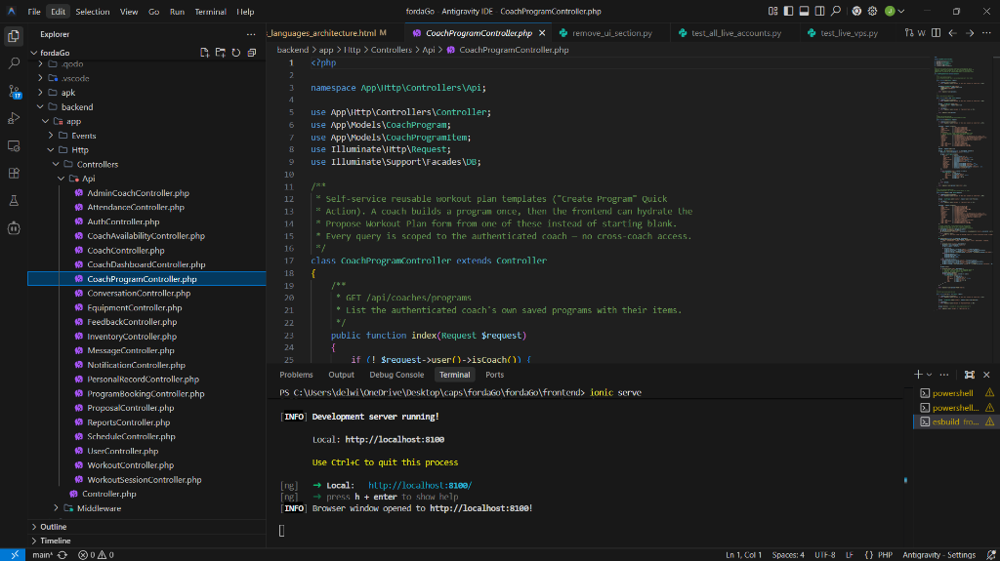 File Edit Selection View Go Run Terminal Help
fordaGo - Antigravity IDE - CoachProgramController.php
Explorer
_languages_architecture.html M
CoachProgramController.php
remove_ui_section.py
test_all_live_accounts.py
test_live_vps.py
backend > app > Http > Controllers > Api > CoachProgramController.php
fordaGo
.qodo
.vscode
apk
backend
app
Events
Http
Controllers
Api
AdminCoachController.php
AttendanceController.php
AuthController.php
CoachAvailabilityController.php
CoachController.php
CoachDashboardController.php
CoachProgramController.php
ConversationController.php
EquipmentController.php
FeedbackController.php
InventoryController.php
MessageController.php
NotificationController.php
PersonalRecordController.php
ProgramBookingController.php
ProposalController.php
ReportsController.php
ScheduleController.php
UserController.php
WorkoutController.php
WorkoutSessionController.php
Controller.php
Middleware
Outline
Timeline
17
1 <?php
2
3 namespace App\Http\Controllers\Api;
4
5 use App\Http\Controllers\Controller;
6 use App\Models\CoachProgram;
7 use App\Models\CoachProgramItem;
8 use Illuminate\Http\Request;
9 use Illuminate\Support\Facades\DB;
10
11 /**
12 * Self-service reusable workout plan templates ("Create Program" Quick
13 * Action). A coach builds a program once, then the frontend can hydrate the
14 * Propose Workout Plan form from one of these instead of starting blank.
15 * Every query is scoped to the authenticated coach — no cross-coach access.
16 */
17 class CoachProgramController extends Controller
18 {
19 /**
20 * GET /api/coaches/programs
21 * List the authenticated coach's own saved programs with their items.
22 */
23 public function index(Request $request)
24 {
25 if (! $request->user()->isCoach()) {
Problems Output Debug Console Terminal Ports
PS C:\Users\delwi\OneDrive\Desktop\caps\fordaGo\fordaGo\frontend> ionic serve
[INFO] Development server running!
Local: http://localhost:8100
Use Ctrl+C to quit this process
[ng] → Local: http://localhost:8100/
[ng] → press h + enter to show help
[INFO] Browser window opened to http://localhost:8100!
powershell
powershell...
esbuild fro...
main* 0 0
Ln 1, Col 1 Spaces: 4 UTF-8 LF {} PHP Antigravity - Settings